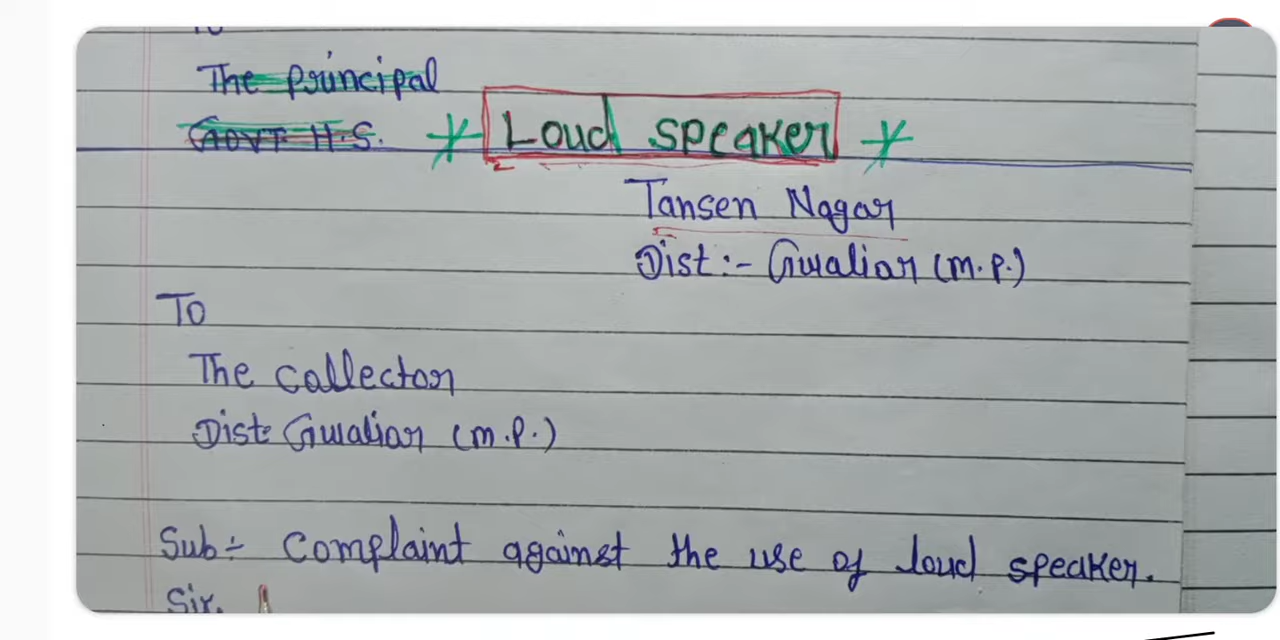 To
The principal
GOVT H.S.
Loud speaker
Tansen Nagar
Dist :- Gwalior (m.p.)
To
The collector
Dist: Gwalior (m.p.)
Sub:- Complaint against the use of loud speaker.
Sir,